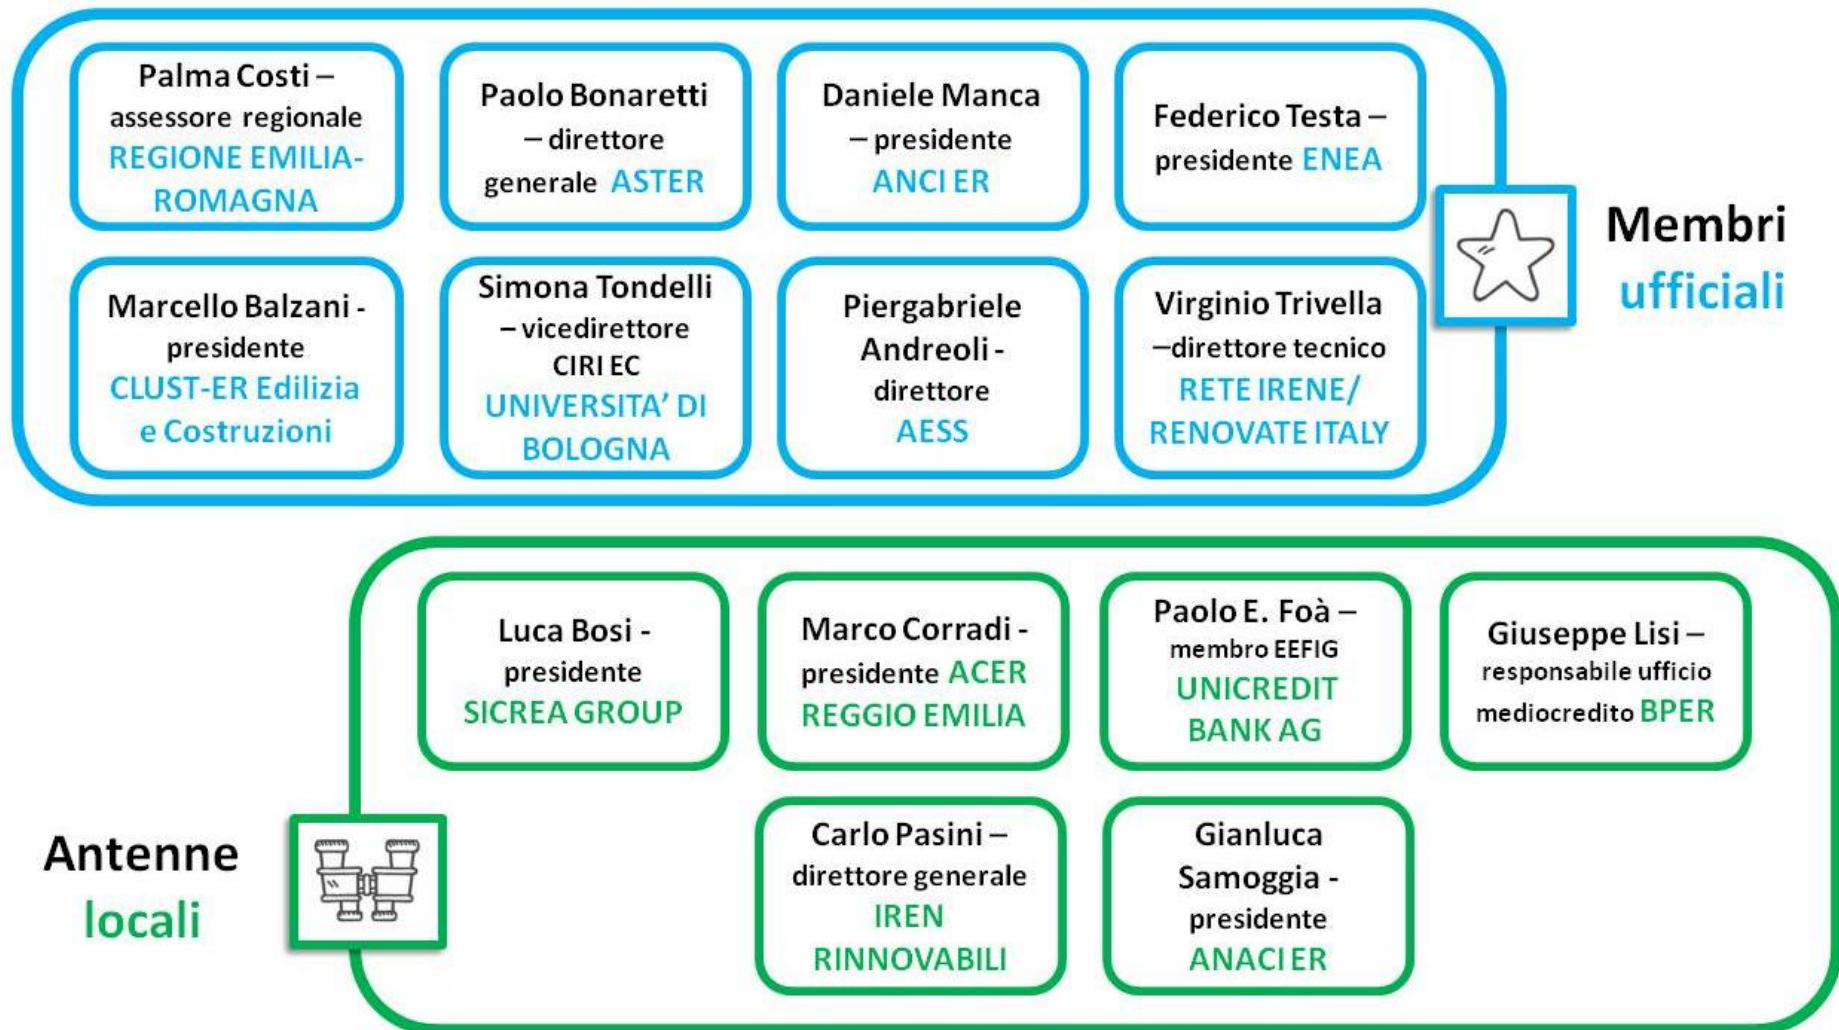 Palma Costi –
assessore regionale
REGIONE EMILIA-
ROMAGNA
Paolo Bonaretti
– direttore
generale ASTER
Daniele Manca
– presidente
ANCI ER
Federico Testa –
presidente ENEA
Marcello Balzani -
presidente
CLUST-ER Edilizia
e Costruzioni
Simona Tondelli
– vicedirettore
CIRI EC
UNIVERSITA’ DI
BOLOGNA
Piergabriele
Andreoli -
direttore
AESS
Virginio Trivella
–direttore tecnico
RETE IRENE/
RENOVATE ITALY
Membri
ufficiali
Luca Bosi -
presidente
SICREA GROUP
Marco Corradi -
presidente ACER
REGGIO EMILIA
Paolo E. Foà –
membro EEFIG
UNICREDIT
BANK AG
Giuseppe Lisi –
responsabile ufficio
mediocredito BPER
Antenne
locali
Carlo Pasini –
direttore generale
IREN
RINNOVABILI
Gianluca
Samoggia -
presidente
ANACI ER